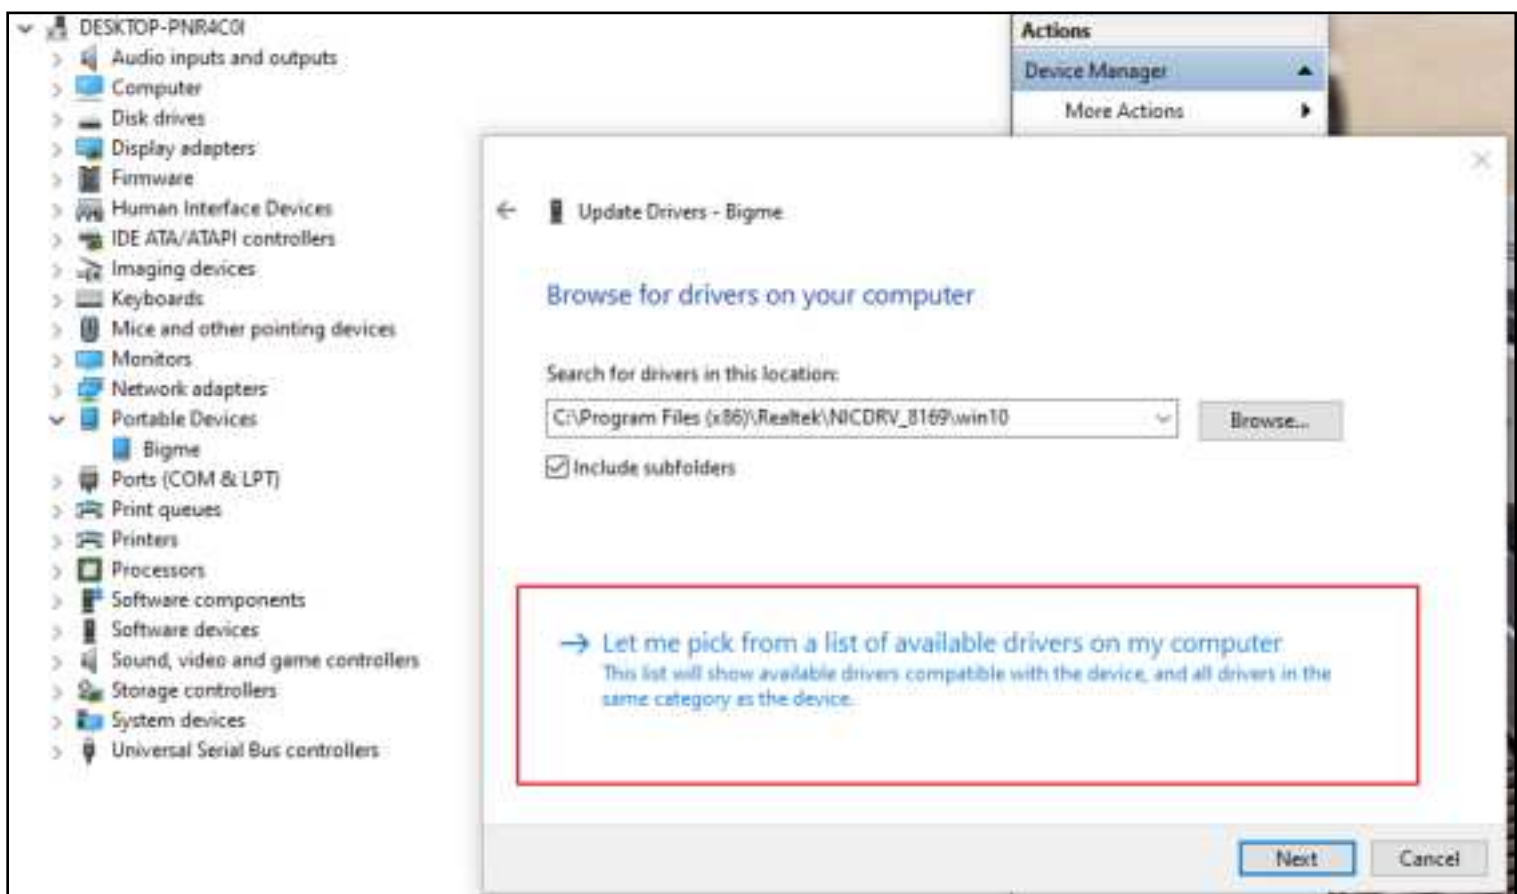 DESKTOP-PNR4C0I
Audio inputs and outputs
Computer
Disk drives
Display adapters
Firmware
Human Interface Devices
IDE ATA/ATAPI controllers
Imaging devices
Keyboards
Mice and other pointing devices
Monitors
Network adapters
Portable Devices
Bigme
Ports (COM & LPT)
Print queues
Printers
Processors
Software components
Software devices
Sound, video and game controllers
Storage controllers
System devices
Universal Serial Bus controllers
Actions
Device Manager
More Actions
Update Drivers - Bigme
Browse for drivers on your computer
Search for drivers in this location:
C:\Program Files (x86)\Realtek\NICDRV_8169\win10
Browse...
Include subfolders
Let me pick from a list of available drivers on my computer
This list will show available drivers compatible with the device, and all drivers in the
same category as the device.
Next
Cancel